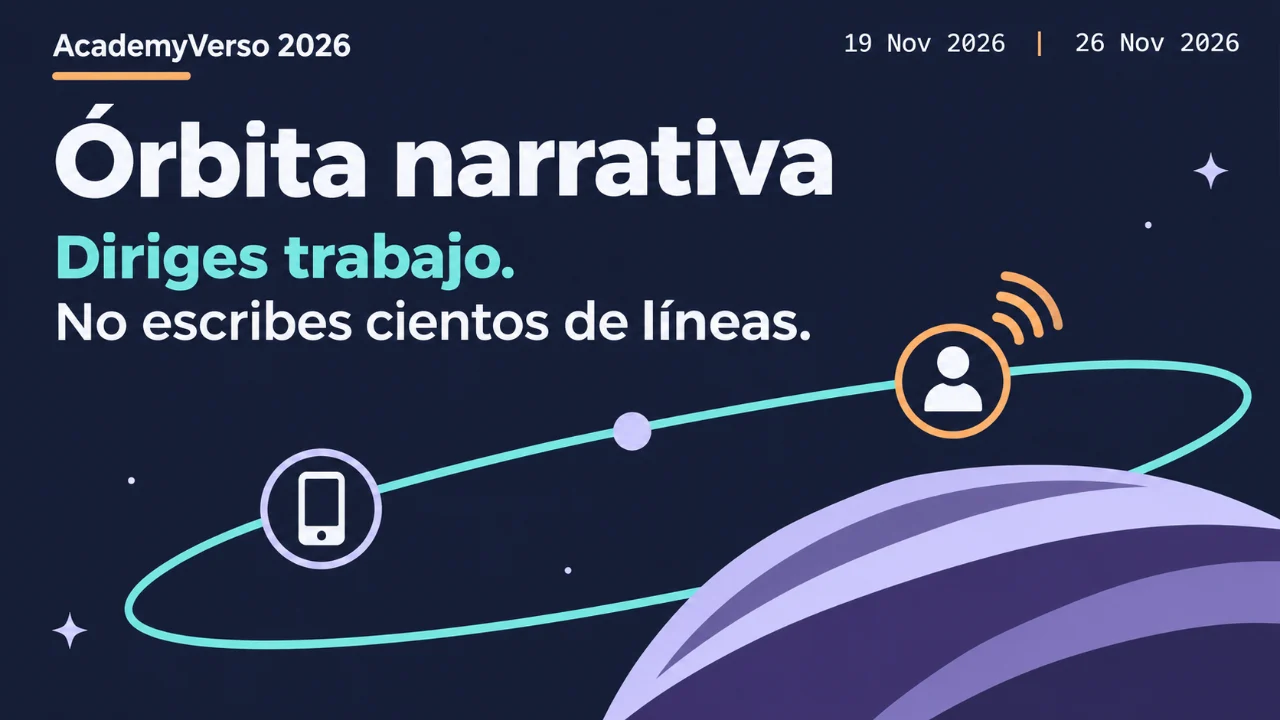 AcademyVerso 2026
19 Nov 2026 | 26 Nov 2026
Órbita narrativa
Diriges trabajo.
No escribes cientos de líneas.